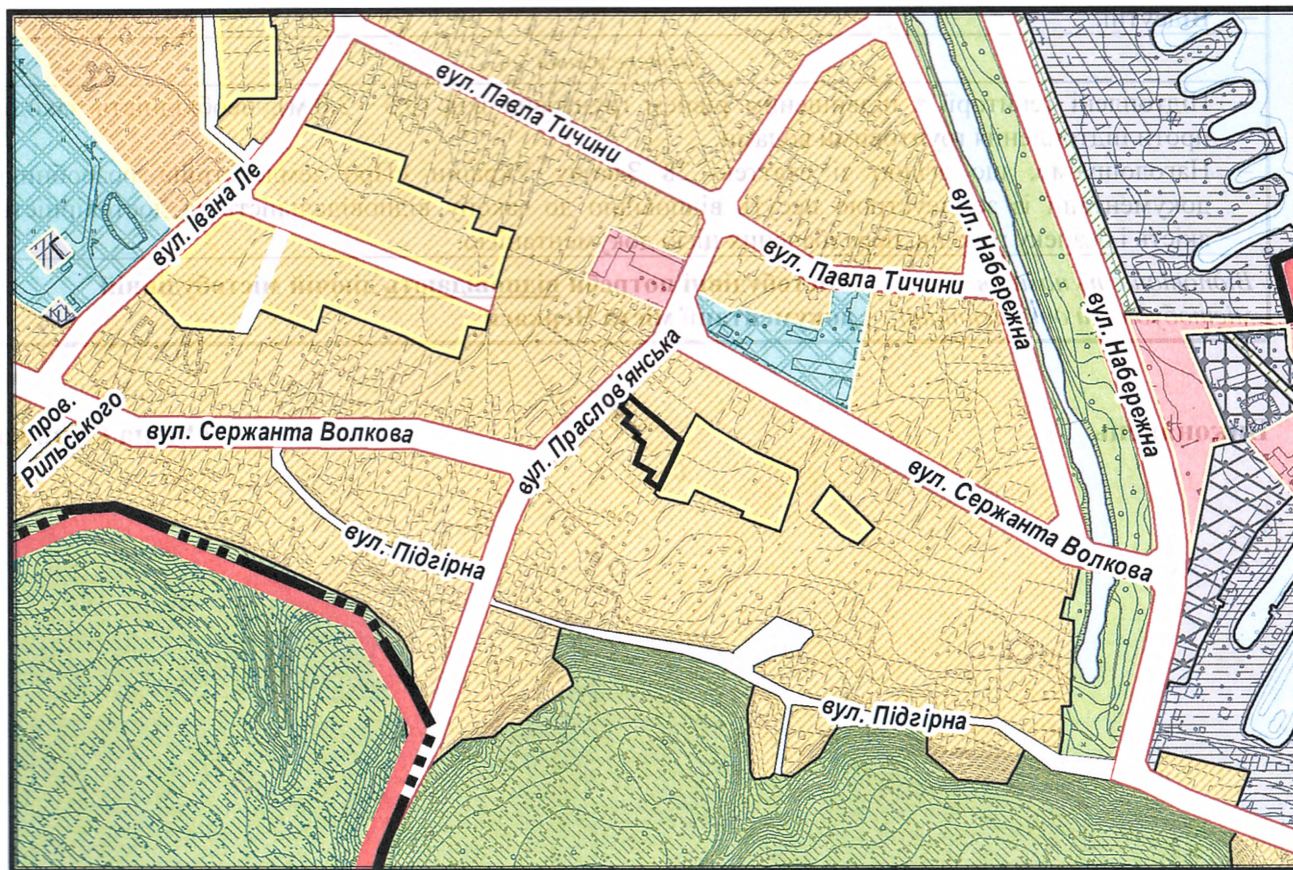 вул. Павла Тичини
вул. Івана Ле
вул. Набережна
вул. Павла Тичини
вул. Набережна
вул. Праслов'янська
пров.
Рильського
вул. Сержанта Волкова
вул. Сержанта Волкова
вул. Підгірна
вул. Підгірна